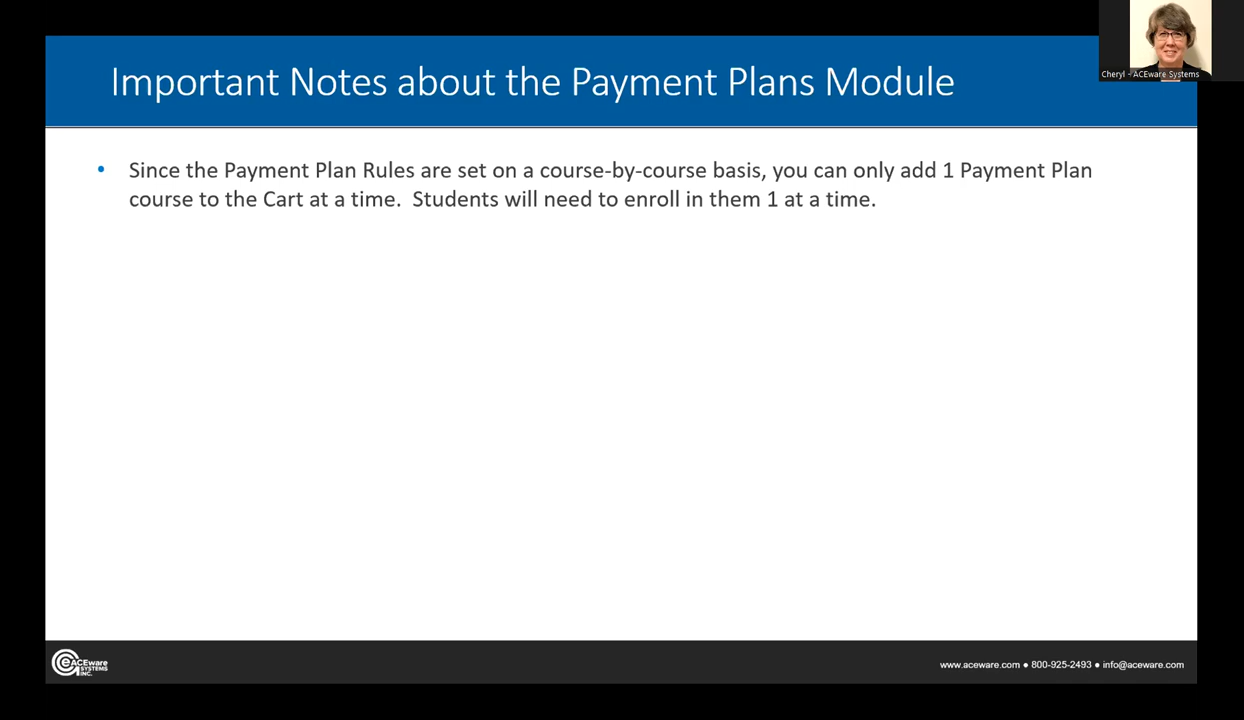 Important Notes about the Payment Plans Module
Cheryl - ACEware Systems
• Since the Payment Plan Rules are set on a course-by-course basis, you can only add 1 Payment Plan
course to the Cart at a time.  Students will need to enroll in them 1 at a time.
ACEware
SYSTEMS
INC.
www.aceware.com ● 800-925-2493 ● info@aceware.com